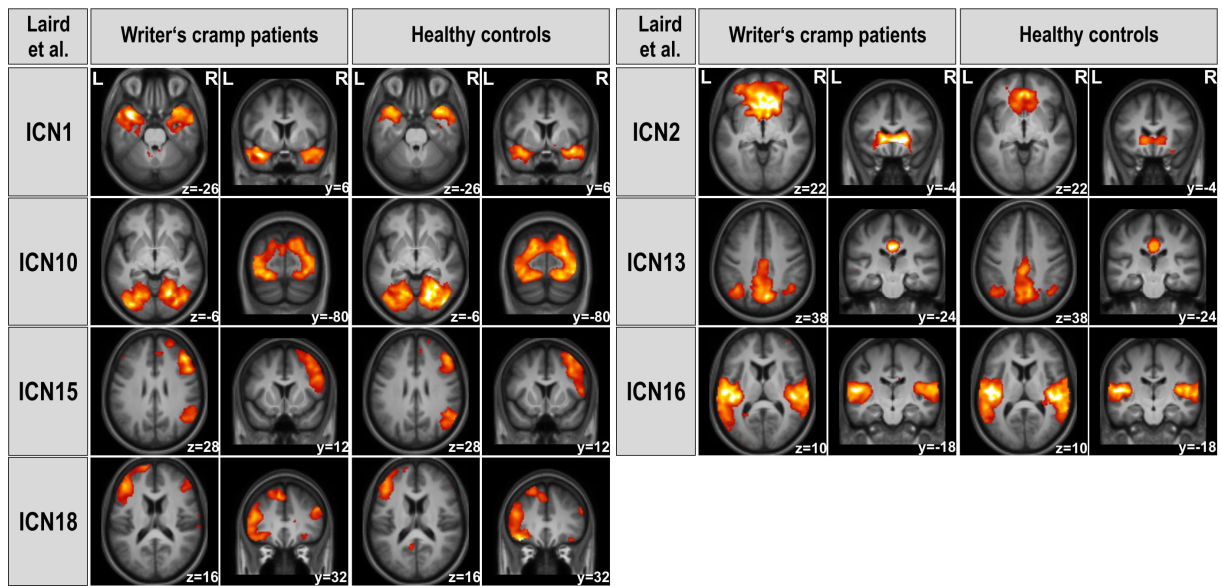 Laird et al. Writer‘s cramp patients Healthy controls
ICN1 L R z=-26 y=6 L R z=-26 y=6
ICN10 z=-6 y=-80 z=-6 y=-80
ICN15 z=28 y=12 z=28 y=12
ICN18 z=16 y=32 z=16 y=32
Laird et al. Writer‘s cramp patients Healthy controls
ICN2 L R z=22 y=-4 L R z=22 y=-4
ICN13 z=38 y=-24 z=38 y=-24
ICN16 z=10 y=-18 z=10 y=-18